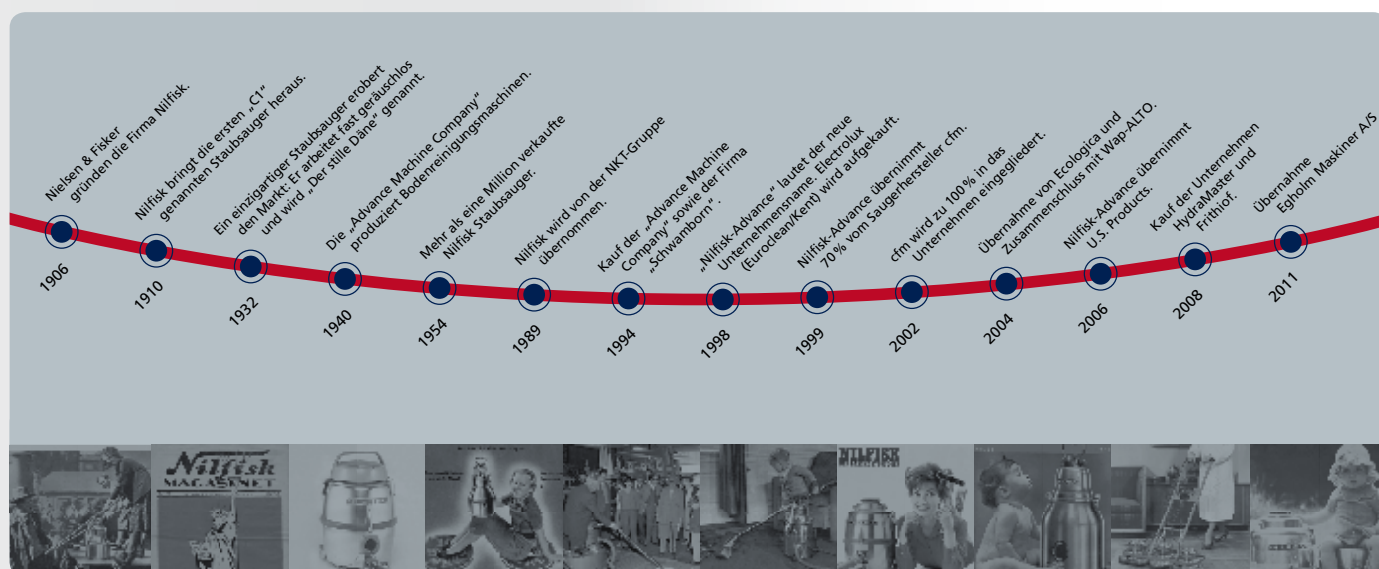 Nielsen & Fisker
gründen die Firma Nilfisk.
1906
Nilfisk bringt die ersten „C1“
genannten Staubsauger heraus.
1910
Ein einzigartiger Staubsauger erobert
den Markt: Er arbeitet fast geräuschlos
und wird „Der stille Däne“ genannt.
1932
Die „Advance Machine Company“
produziert Bodenreinigungsmaschinen.
1940
Mehr als eine Million verkaufte
Nilfisk Staubsauger.
1954
Nilfisk wird von der NKT-Gruppe
übernommen.
1989
Kauf der „Advance Machine
Company“ sowie der Firma
„Schwamborn“.
1994
„Nilfisk-Advance“ lautet der neue
Unternehmensname. Electrolux
(Euroclean/Kent) wird aufgekauft.
1998
Nilfisk-Advance übernimmt
70% vom Saugerhersteller cfm.
1999
cfm wird zu 100% in das
Unternehmen eingegliedert.
2002
Übernahme von Ecologica und
Zusammenschluss mit Wap-ALTO.
2004
Nilfisk-Advance übernimmt
U.S. Products.
2006
Kauf der Unternehmen
HydraMaster und
Frithiof.
2008
Übernahme
Egholm Maskiner A/S
2011
Nilfisk
MAGASINET
NILFISK